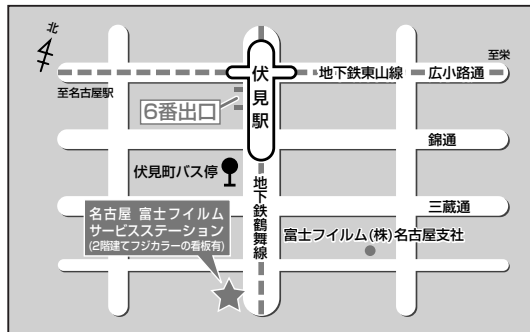 北
至栄
地下鉄東山線
広小路通
至名古屋駅
伏見駅
6番出口
錦通
伏見町バス停
地下鉄鶴舞線
三蔵通
名古屋 富士フイルム
サービスステーション
(2階建てフジカラーの看板有)
富士フイルム(株)名古屋支社